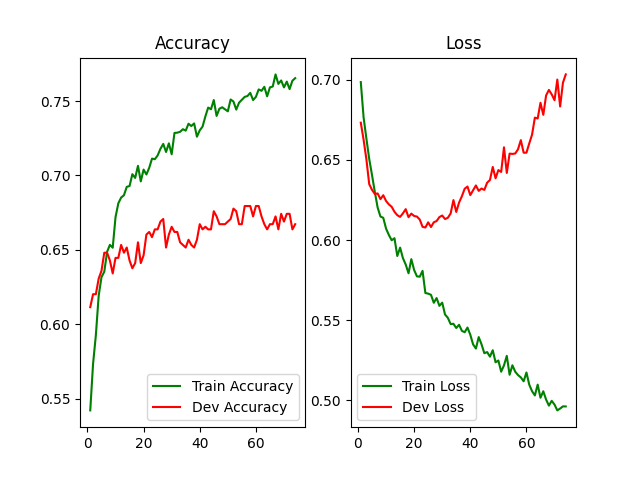 Accuracy
0.75
0.70
0.65
0.60
0.55
0 20 40 60
Train Accuracy
Dev Accuracy
Loss
0.70
0.65
0.60
0.55
0.50
0 20 40 60
Train Loss
Dev Loss